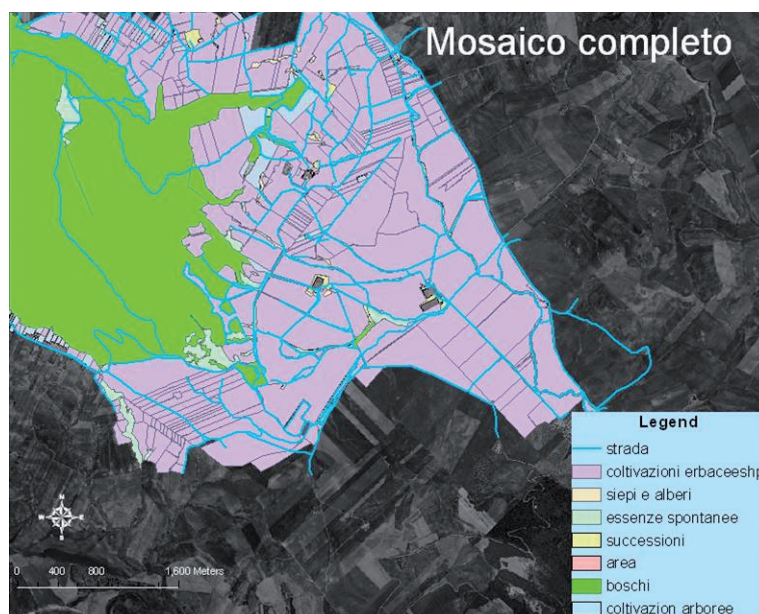 Mosaico completo
N
W E
S
0 400 800 1,600 Meters
Legend
strada
coltivazioni erbaceeshp
siepi e alberi
essenze spontanee
successioni
area
boschi
coltivazion arboree